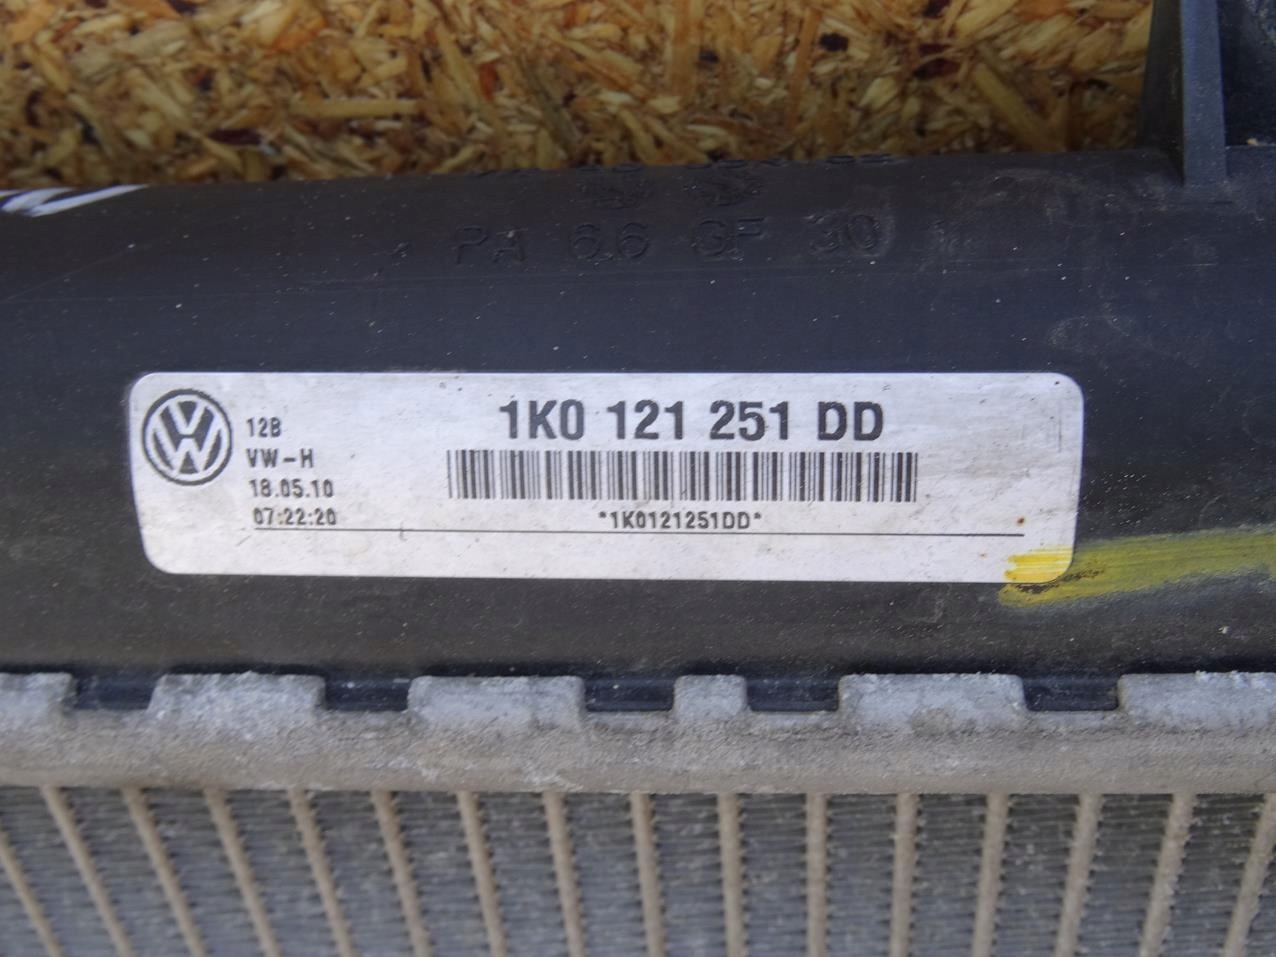 PA 6.6 GF 30
1K0 121 251 DD
12B
VW-H
18.05.10
07:22:20
*1K0121251DD*